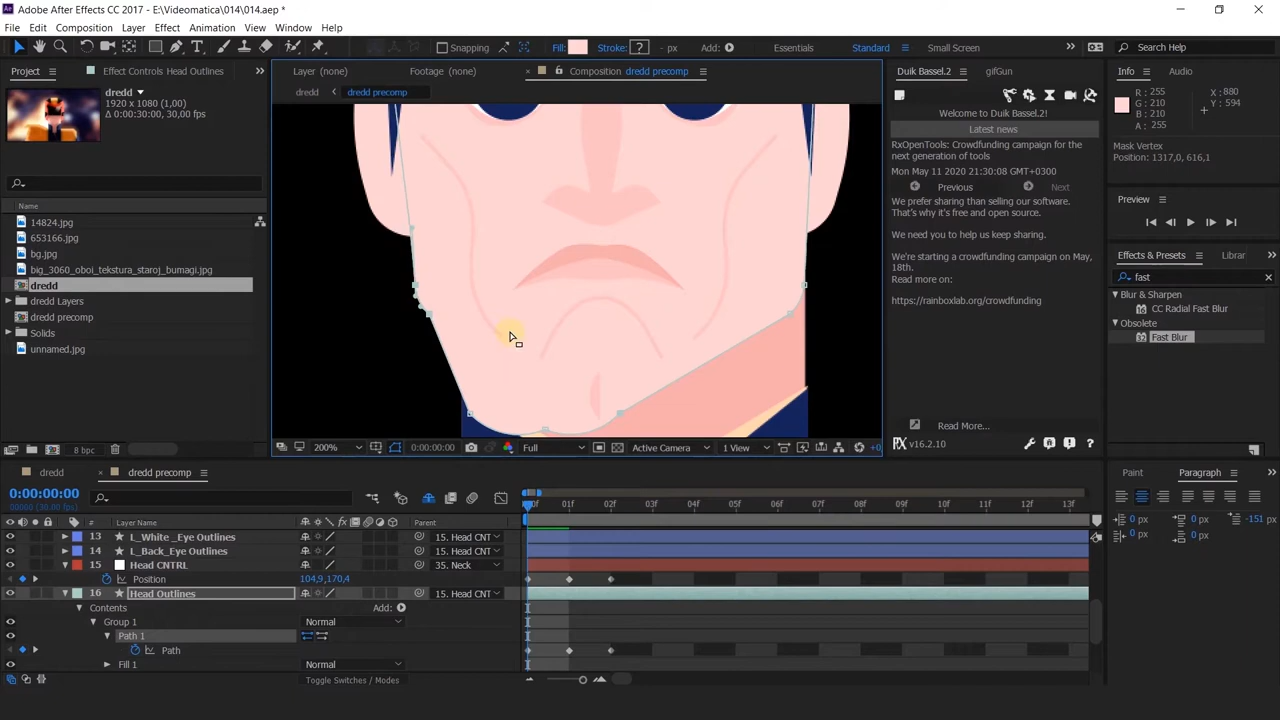 Adobe After Effects CC 2017 - E:\Videomatica\014\014.aep *
File Edit Composition Layer Effect Animation View Window Help
Snapping Fill: Stroke: ? - px Add: Essentials Standard Small Screen Search Help
Project Effect Controls Head Outlines Layer (none) Footage (none) Composition dredd precomp Duik Bassel.2 gifGun Info Audio
dredd
1920 x 1080 (1,00)
Δ 0:00:30:00, 30,00 fps
dredd dredd precomp
R: 255
G: 210
B: 210
A: 255
X: 880
Y: 594
Mask Vertex
Position: 1317,0, 616,1
Welcome to Duik Bassel.2!
Latest news
RxOpenTools: Crowdfunding campaign for the next generation of tools
Mon May 11 2020 21:30:08 GMT+0300
Previous Next
We prefer sharing than selling our software.
That's why it's free and open source.
We need you to help us keep sharing.
Our new crowdfunding campaign on May, 18th.
Read more on:
https://rainboxlab.org/crowdfunding
Read More...
v16.2.10
Preview
Effects & Presets Librar
fast
Blur & Sharpen
CC Radial Fast Blur
Obsolete
Fast Blur
Name
14824.jpg
653166.jpg
bg.jpg
big_3060_oboi_tekstura_staroj_bumagi.jpg
dredd
dredd Layers
dredd precomp
Solids
unnamed.jpg
8 bpc
200% 0:00:00:00 Full Active Camera 1 View +0
dredd dredd precomp
0:00:00:00
00000 (30.00 fps)
01f 02f 03f 04f 05f 06f 07f 08f 09f 10f 11f 12f 13f
# Layer Name Parent
13 L_White _Eye Outlines 15. Head CNT
14 L_Back_Eye Outlines 15. Head CNT
15 Head CNTRL 35. Neck
Position 104,9,170,4
16 Head Outlines 15. Head CNT
Contents Add:
Group 1 Normal
Path 1
Path
Fill 1 Normal
Toggle Switches / Modes
Paint Paragraph
0 px 0 px -151 px
0 px 0 px